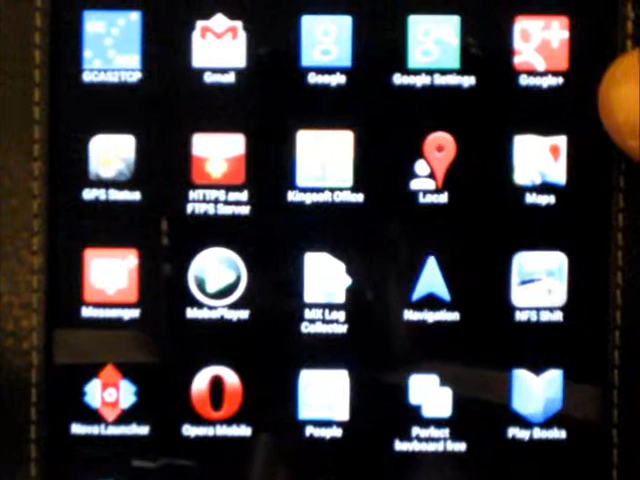 GCAS2TCP
Gmail
Google
Google Settings
Google+
GPS Status
HTTPS and
FTPS Server
Kingsoft Office
Local
Maps
Messenger
MoboPlayer
MX Log
Collector
Navigation
NFS Shift
Nova Launcher
Opera Mobile
People
Perfect
keyboard free
Play Books